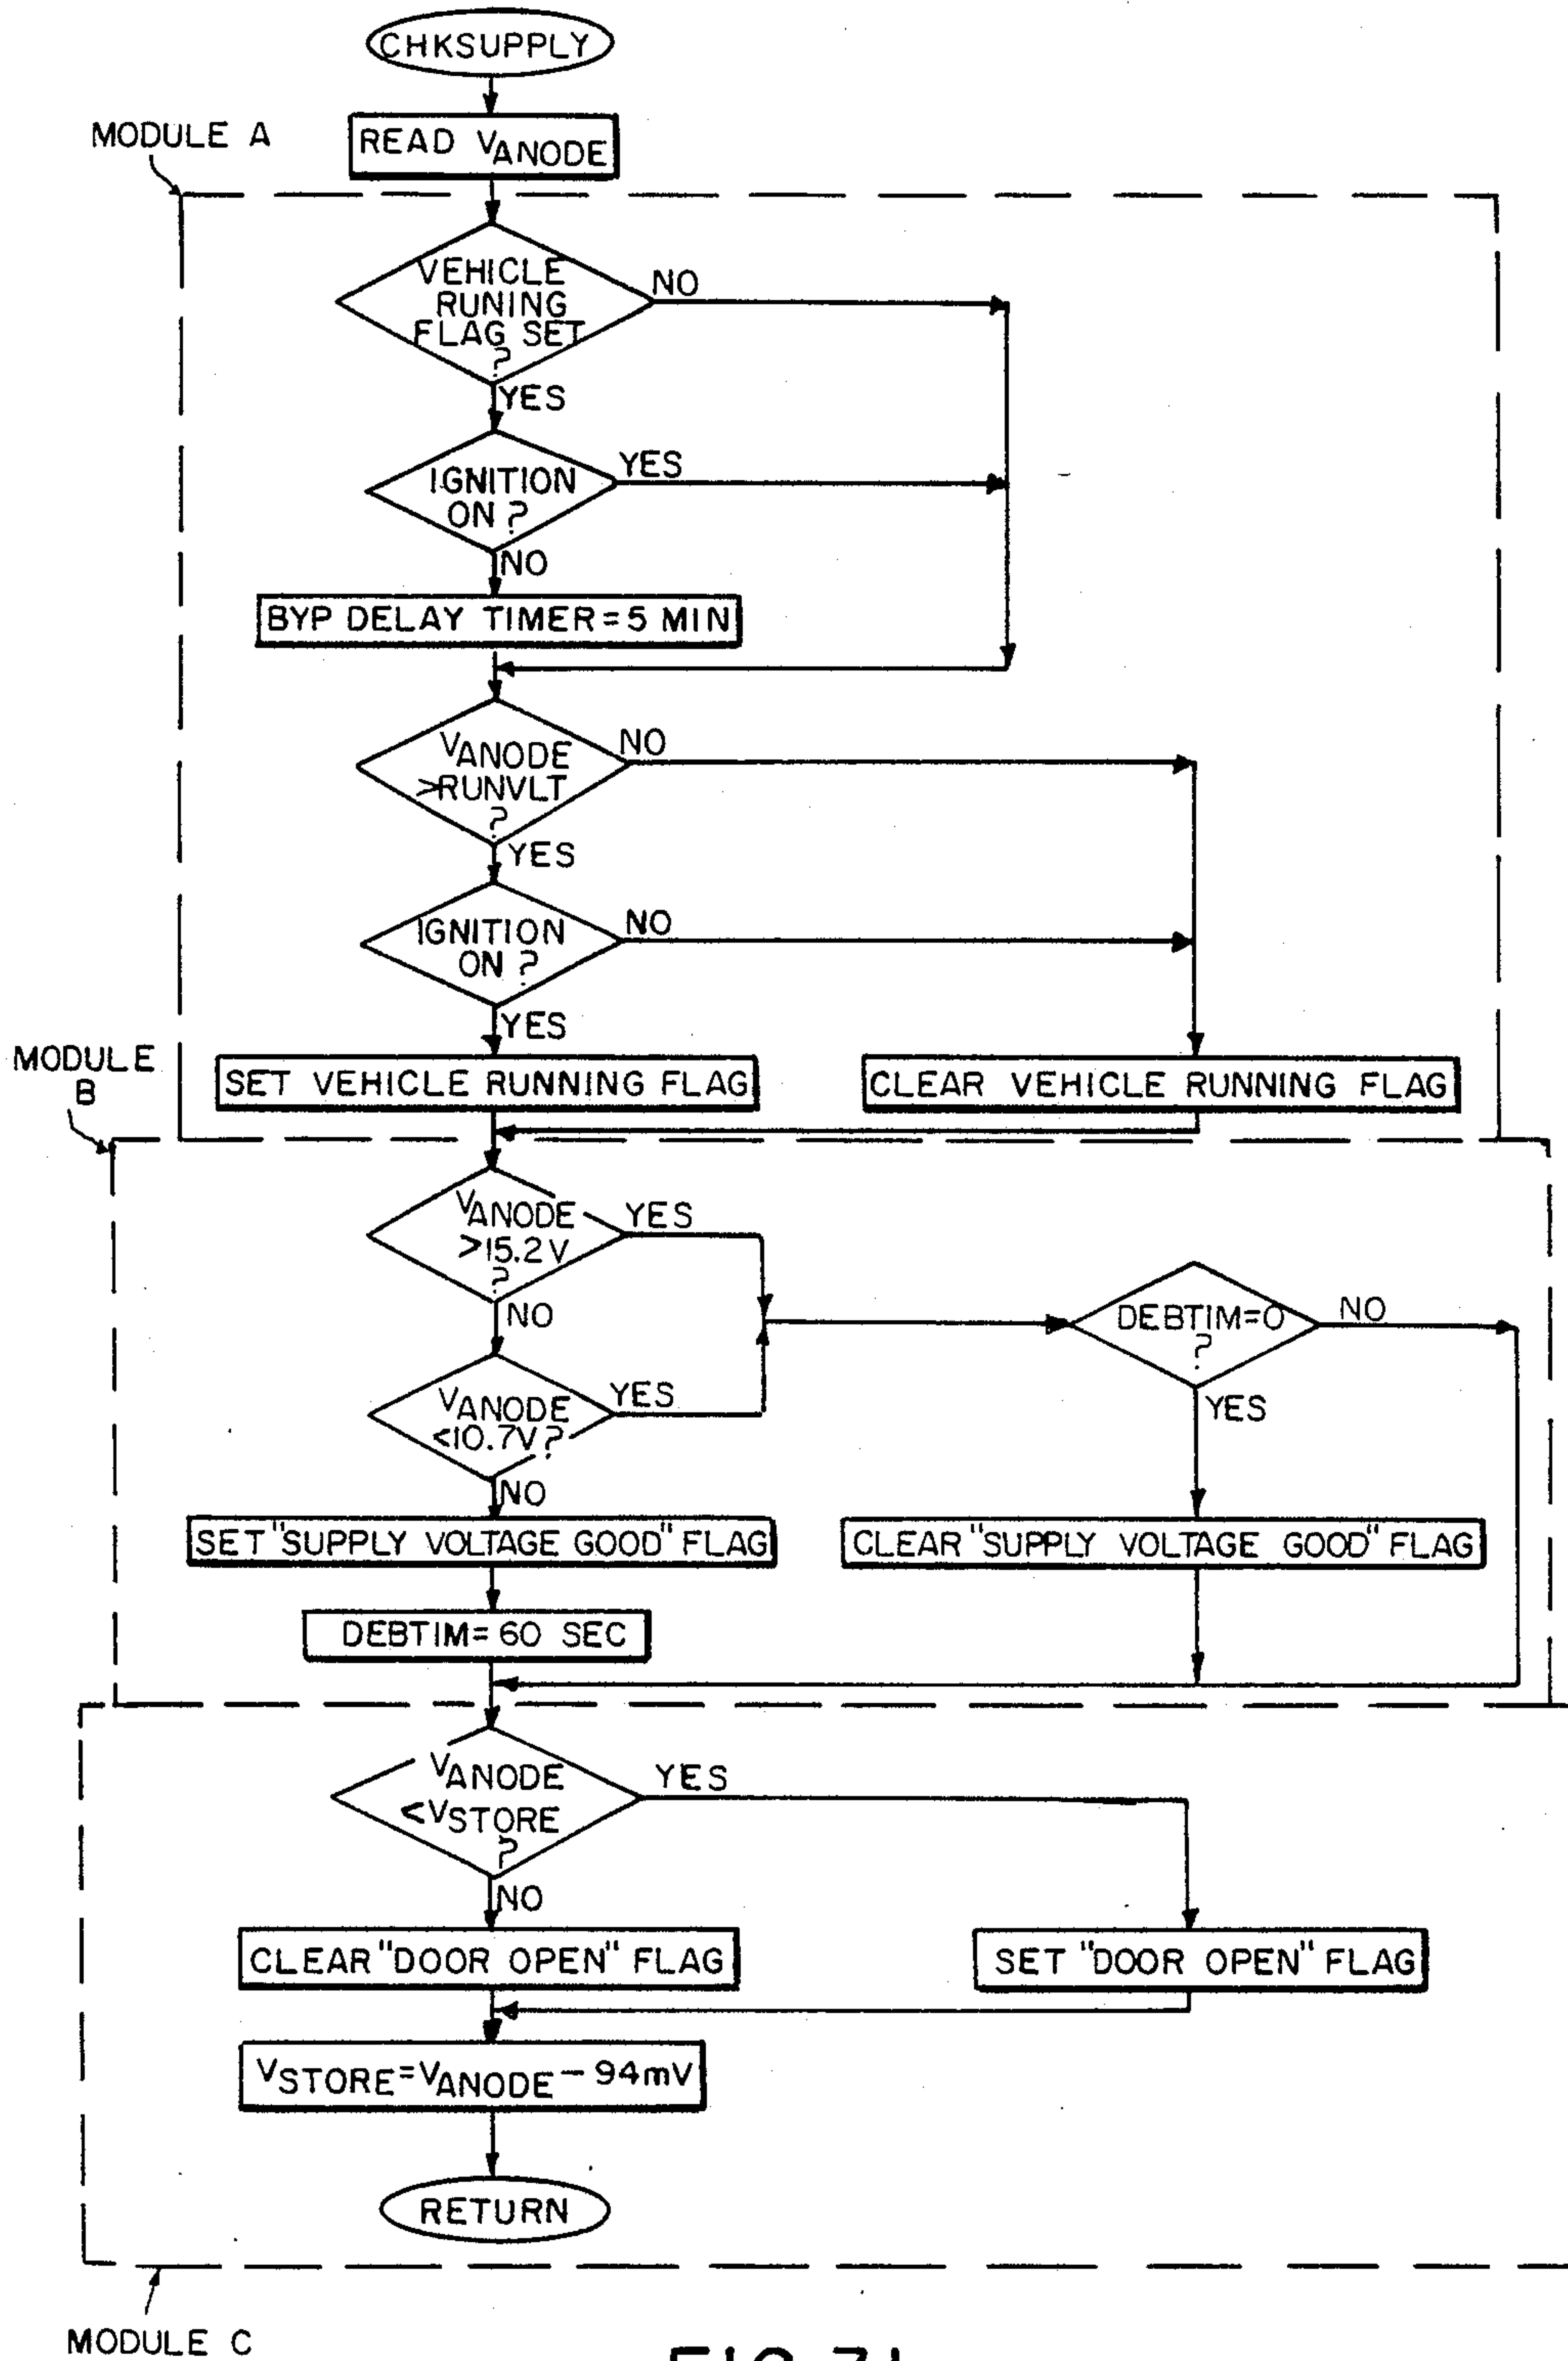 CHKSUPPLY
MODULE A
READ VANODE
VEHICLE
RUNING
FLAG SET
?
NO
YES
IGNITION
ON ?
YES
NO
BYP DELAY TIMER = 5 MIN
VANODE
>RUNVLT
?
NO
YES
IGNITION
ON ?
NO
YES
MODULE
B
SET VEHICLE RUNNING FLAG
CLEAR VEHICLE RUNNING FLAG
VANODE
>15.2V
?
YES
NO
DEBTIM=0
?
NO
YES
VANODE
<10.7V?
YES
NO
SET "SUPPLY VOLTAGE GOOD" FLAG
CLEAR "SUPPLY VOLTAGE GOOD" FLAG
DEBTIM= 60 SEC
VANODE
<VSTORE
?
YES
NO
CLEAR "DOOR OPEN" FLAG
SET "DOOR OPEN" FLAG
VSTORE=VANODE - 94mV
RETURN
MODULE C